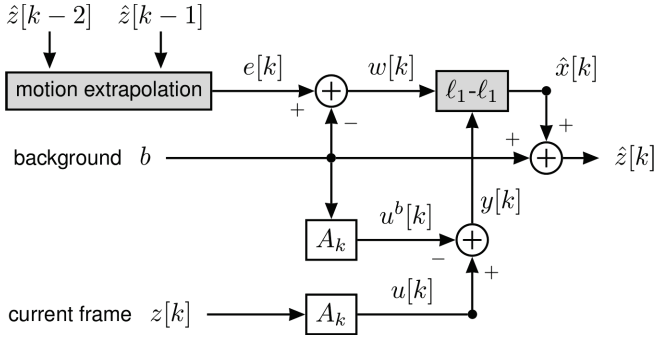 ẑ[k − 2] ẑ[k − 1]
motion extrapolation e[k] + − w[k] ℓ₁-ℓ₁ x̂[k]
+
background b + ẑ[k]
y[k]
A_k u^b[k] −
+
current frame z[k] A_k u[k]